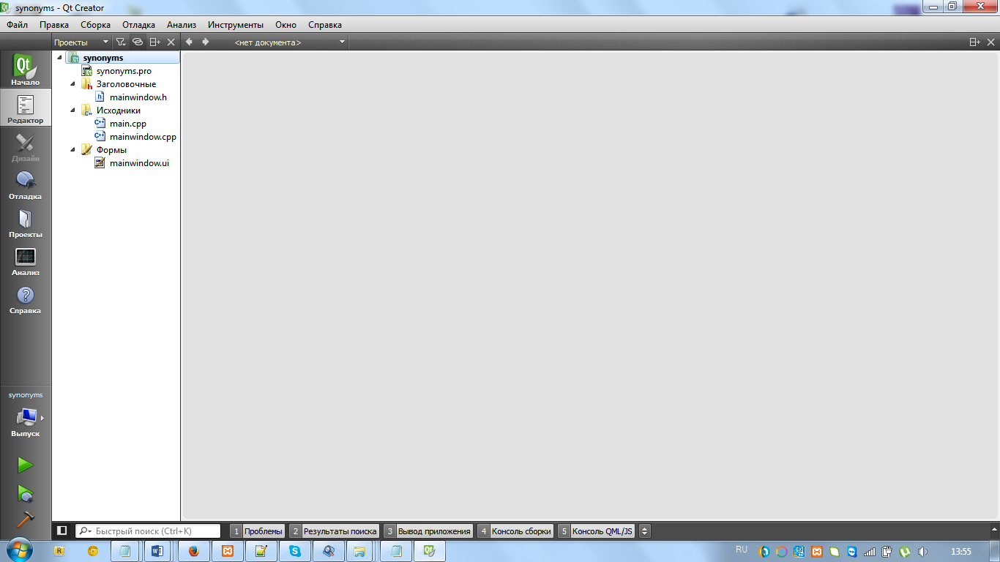 synonyms - Qt Creator
Файл Правка Сборка Отладка Анализ Инструменты Окно Справка
Проекты <нет документа>
Qt
Начало
Редактор
Дизайн
Отладка
Проекты
Анализ
Справка
synonyms
Выпуск
synonyms
synonyms.pro
Заголовочные
mainwindow.h
Исходники
main.cpp
mainwindow.cpp
Формы
mainwindow.ui
Быстрый поиск (Ctrl+K) 1 Проблемы 2 Результаты поиска 3 Вывод приложения 4 Консоль сборки 5 Консоль QML/JS
RU 13:55